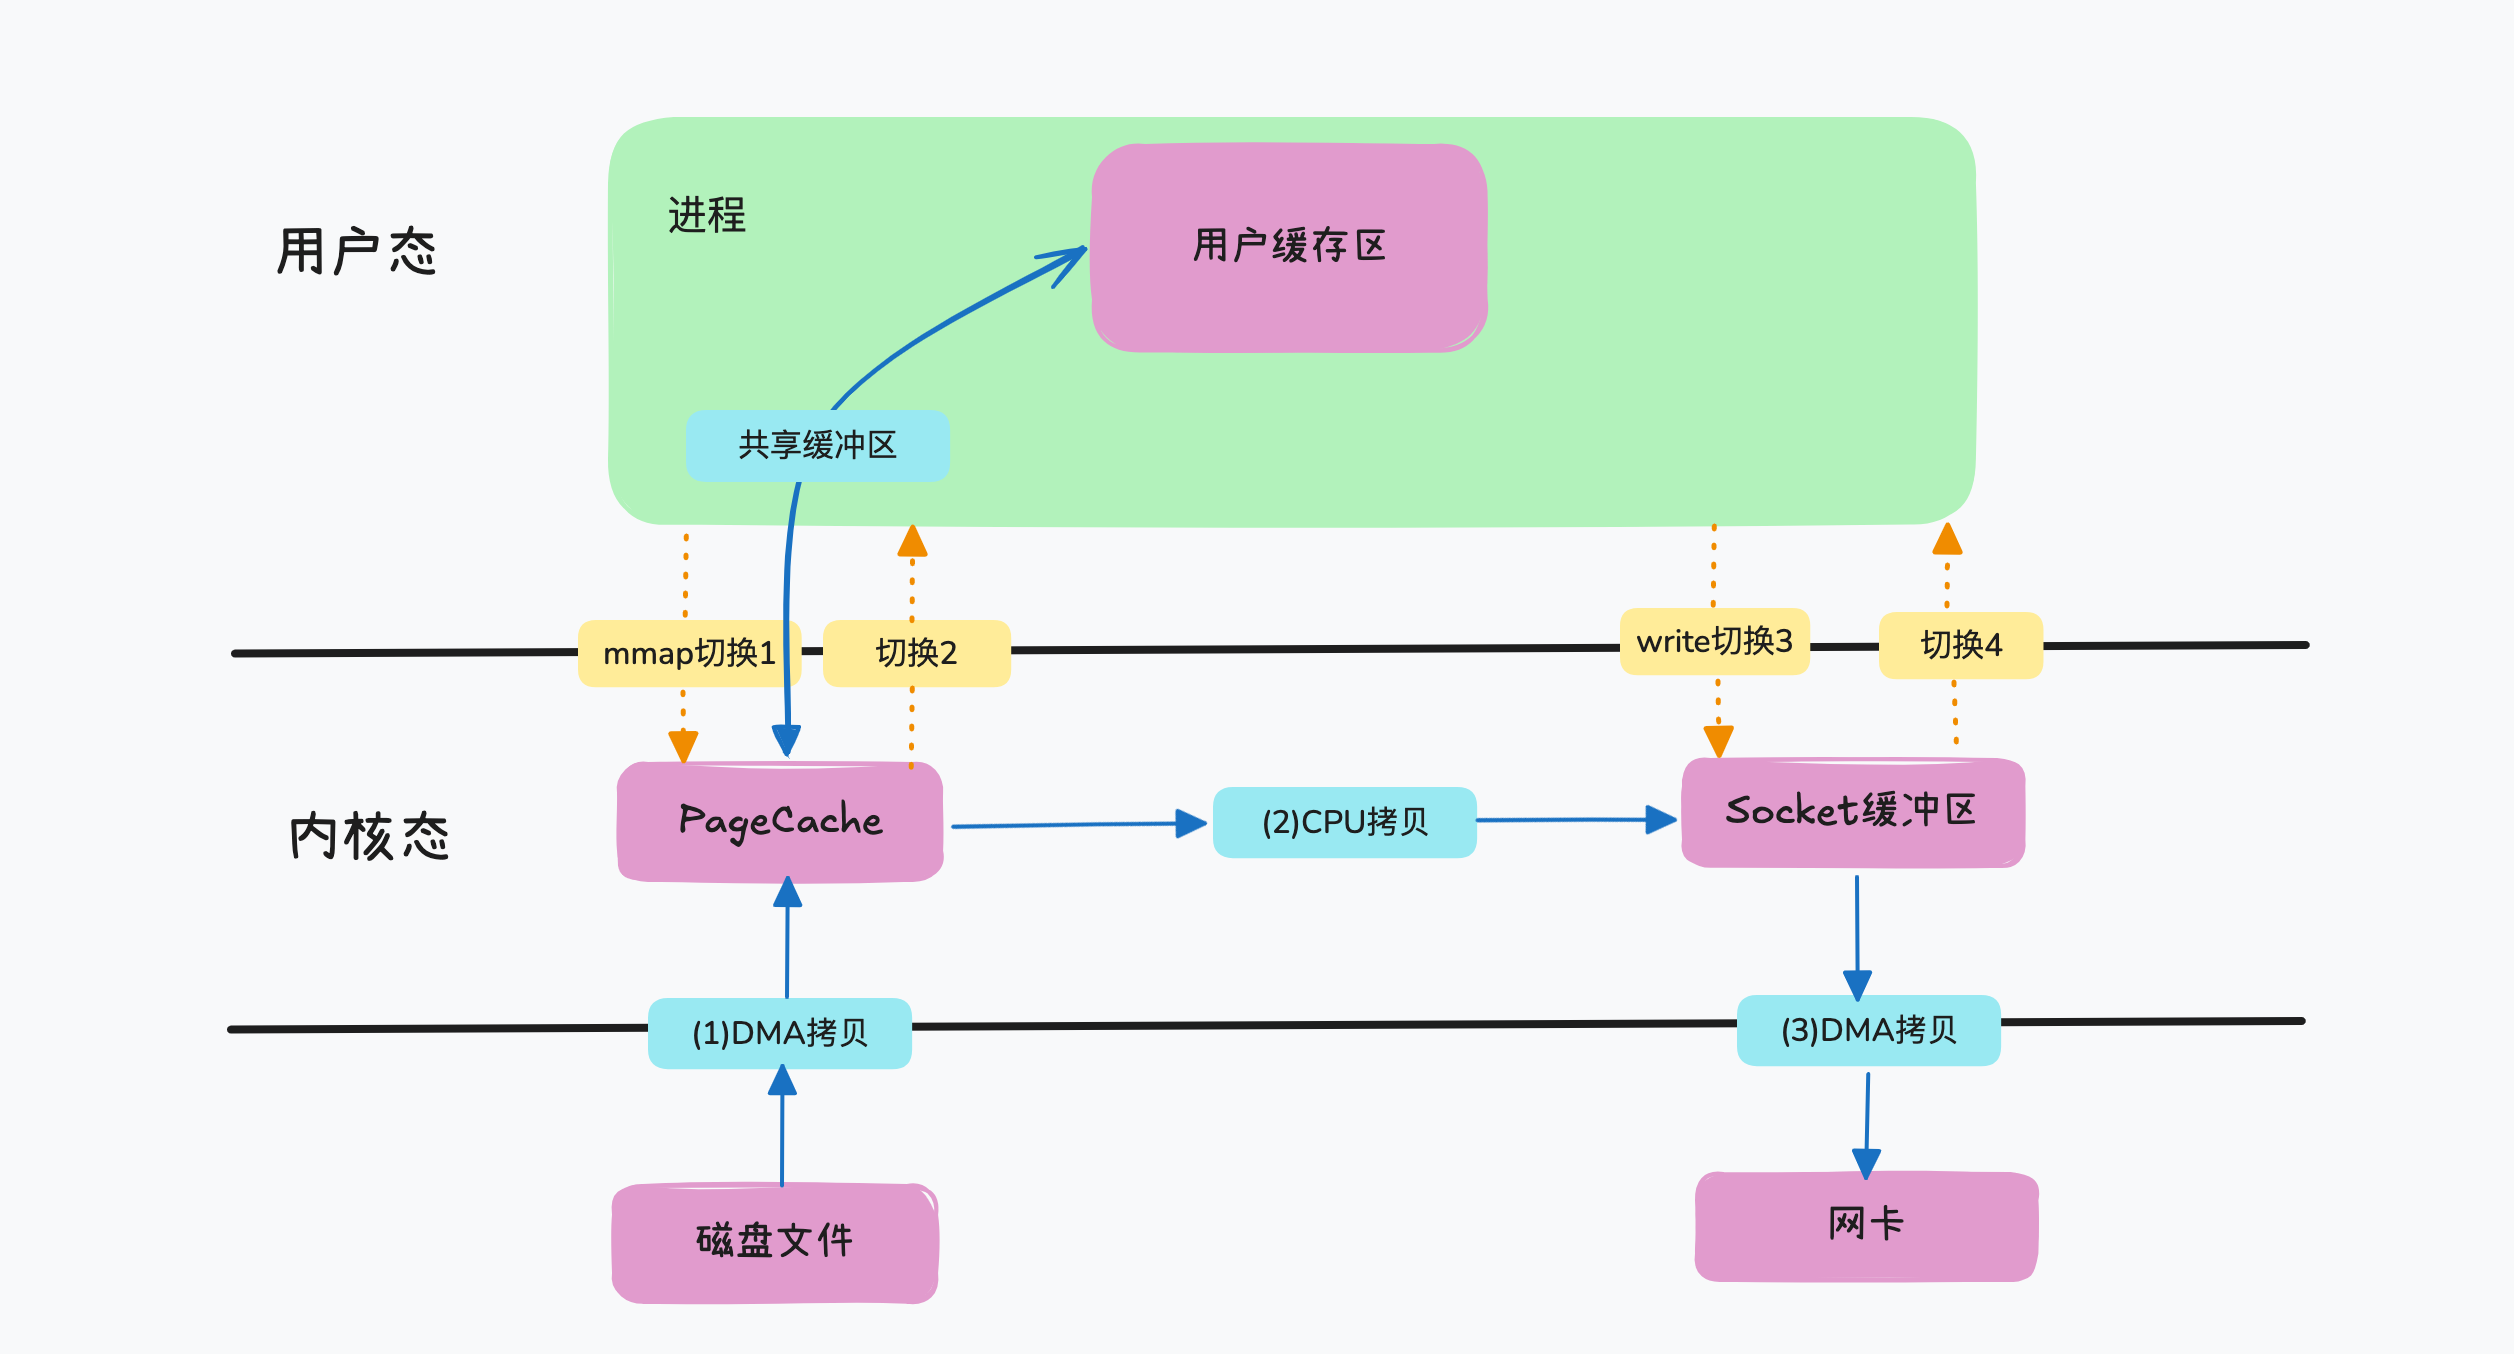 进程
用户态
用户缓存区
共享缓冲区
mmap切换1
切换2
write切换3
切换4
内核态
PageCache
(2)CPU拷贝
Socket缓冲区
(1)DMA拷贝
(3)DMA拷贝
磁盘文件
网卡